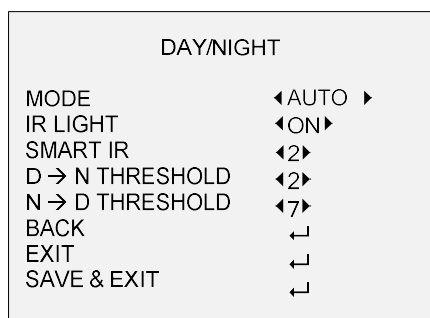 DAY/NIGHT
MODE ◀AUTO ▶
IR LIGHT ◀ON▶
SMART IR ◀2▶
D → N THRESHOLD ◀2▶
N → D THRESHOLD ◀7▶
BACK ↵
EXIT ↵
SAVE & EXIT ↵